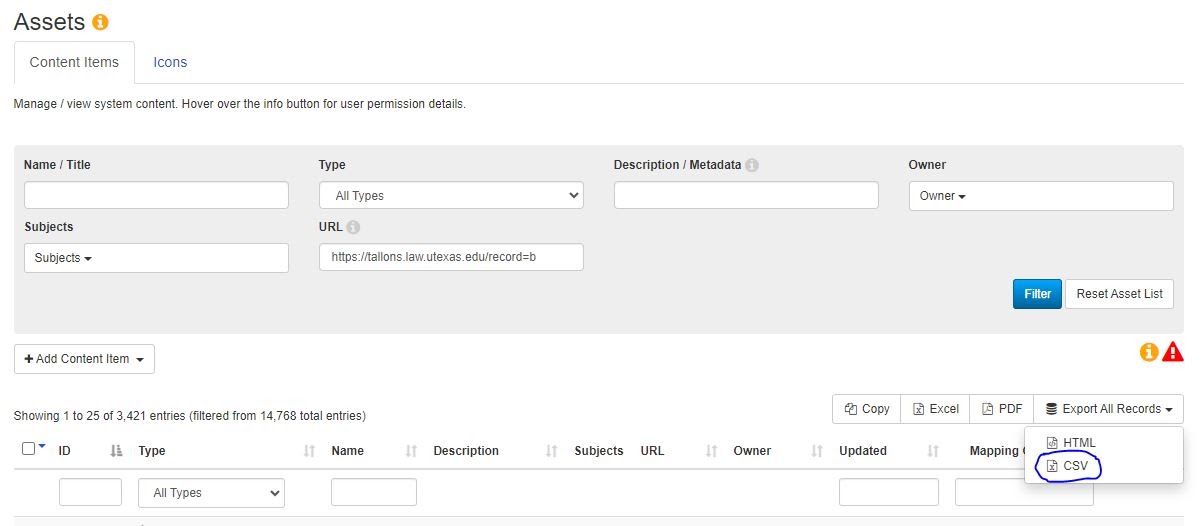 Assets
Content Items Icons
Manage / view system content. Hover over the info button for user permission details.
Name / Title Type Description / Metadata Owner
All Types Owner
Subjects URL
Subjects https://tallons.law.utexas.edu/record=b
Filter Reset Asset List
+ Add Content Item
Showing 1 to 25 of 3,421 entries (filtered from 14,768 total entries) Copy Excel PDF Export All Records
HTML
ID Type Name Description Subjects URL Owner Updated Mapping
CSV
All Types